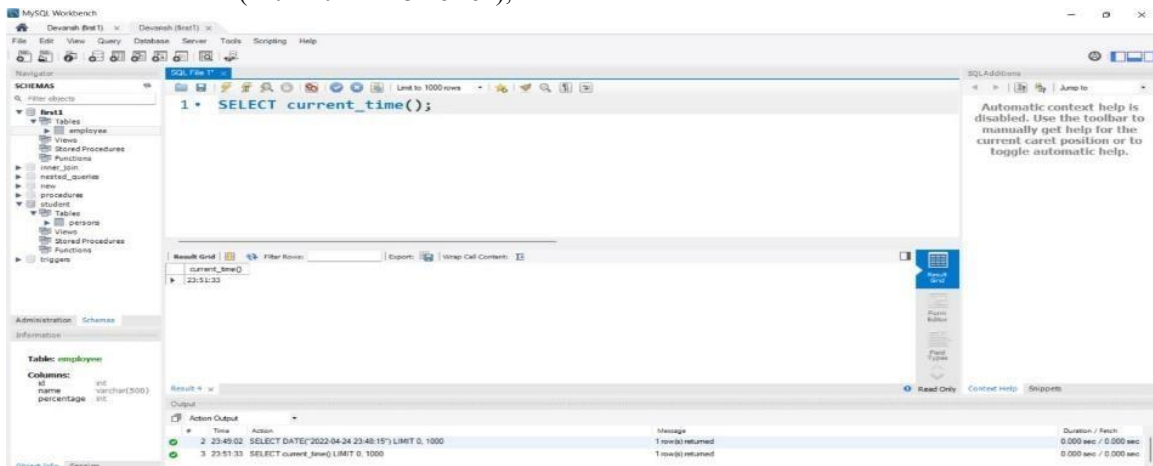 MySQL Workbench
Devansh (first1) × Devansh (first1) ×
File Edit View Query Database Server Tools Scripting Help
Navigator
SCHEMAS
Filter objects
first1
Tables
employee
Views
Stored Procedures
Functions
inner_join
nested_queries
new
procedures
student
Tables
persons
Views
Stored Procedures
Functions
triggers
Administration Schemas
Information
Table: employee
Columns:
id int
name varchar(500)
percentage int
Object Info Session
SQL File 1* ×
Limit to 1000 rows
1 • SELECT current_time();
Result Grid Filter Rows: Export: Wrap Cell Content:
current_time()
23:51:33
Result Grid
Form Editor
Field Types
Result 4 × Read Only
SQLAdditions
Jump to
Automatic context help is
disabled. Use the toolbar to
manually get help for the
current caret position or to
toggle automatic help.
Context Help Snippets
Output
Action Output
# Time Action Message Duration / Fetch
2 23:49:02 SELECT DATE("2022-04-24 23:48:15") LIMIT 0, 1000 1 row(s) returned 0.000 sec / 0.000 sec
3 23:51:33 SELECT current_time() LIMIT 0, 1000 1 row(s) returned 0.000 sec / 0.000 sec